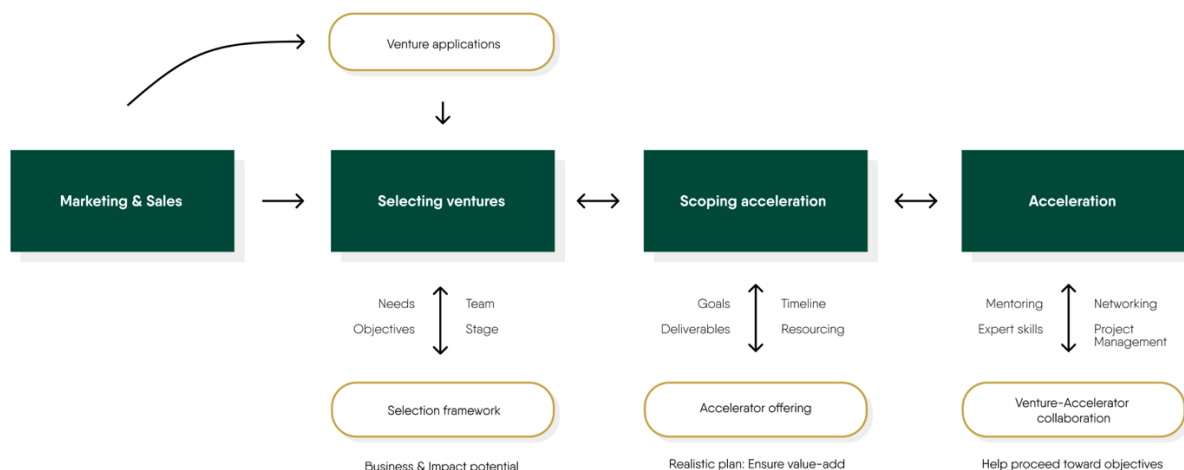 Venture applications
Marketing & Sales
Selecting ventures
Scoping acceleration
Acceleration
Needs
Team
Objectives
Stage
Goals
Timeline
Deliverables
Resourcing
Mentoring
Networking
Expert skills
Project
Management
Selection framework
Accelerator offering
Venture-Accelerator
collaboration
Business & Impact potential
Realistic plan: Ensure value-add
Help proceed toward objectives